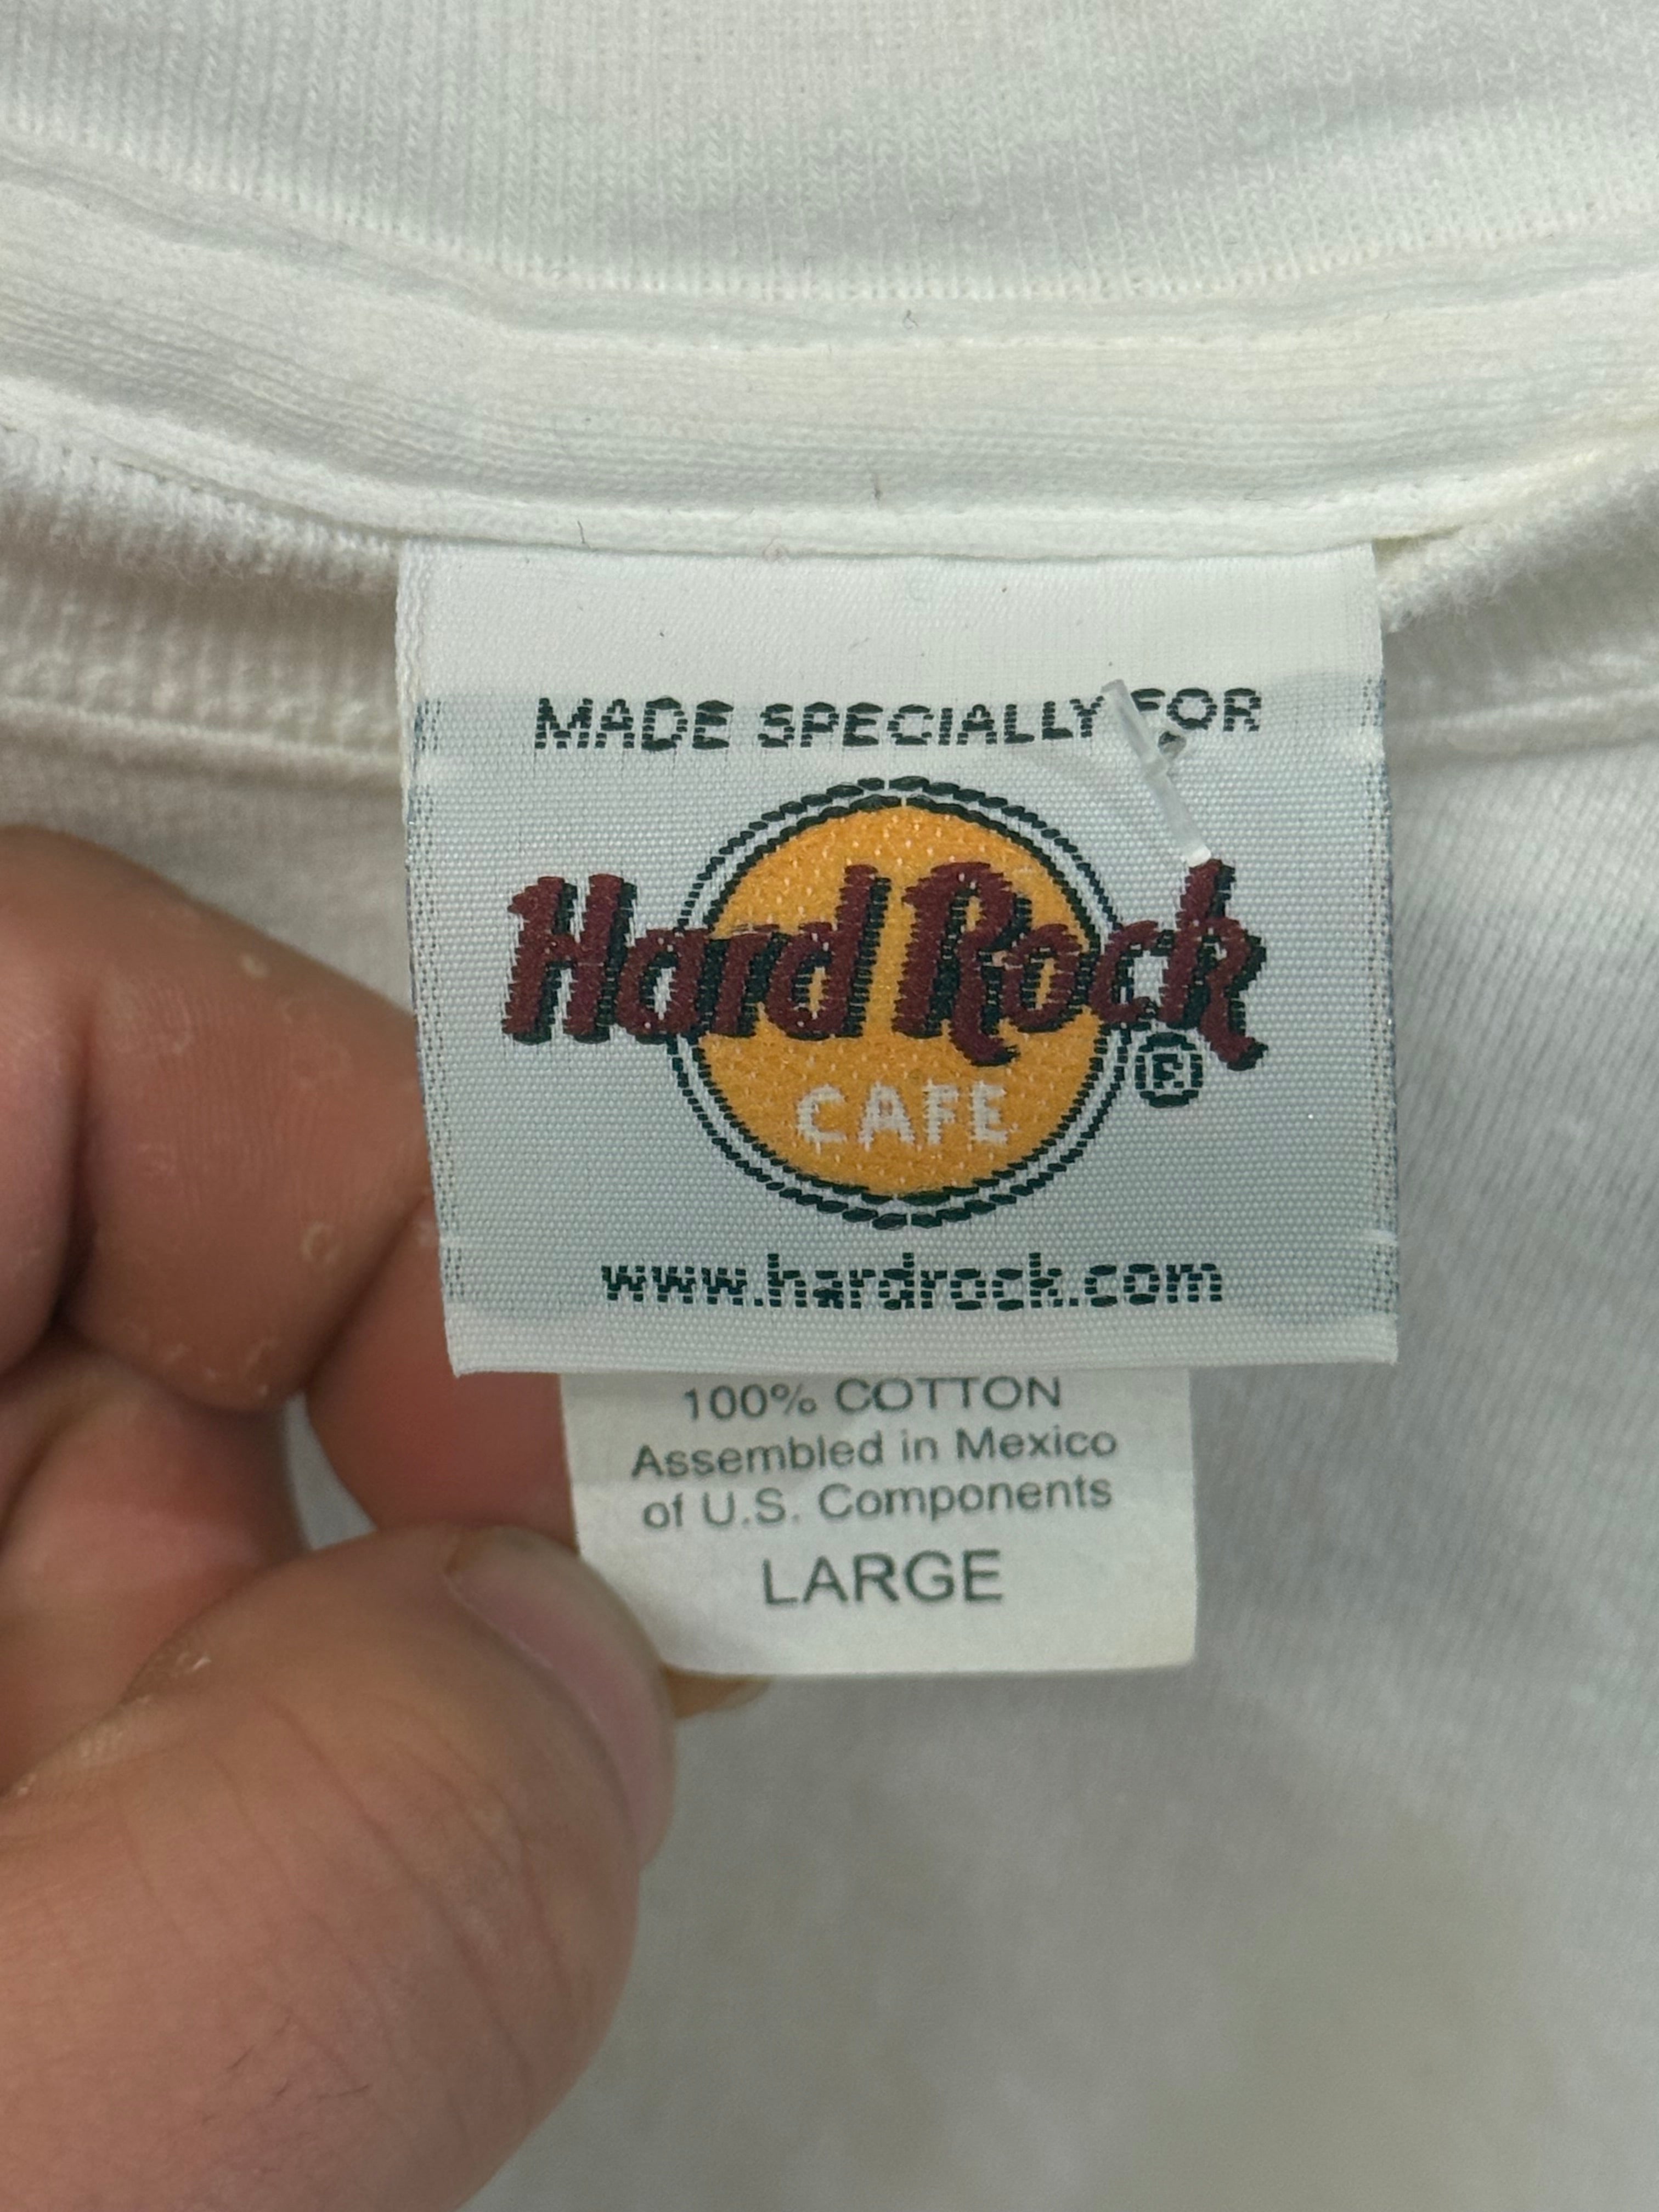 MADE SPECIALLY FOR
Hard Rock
®
CAFE
www.hardrock.com
100% COTTON
Assembled in Mexico
of U.S. Components
LARGE